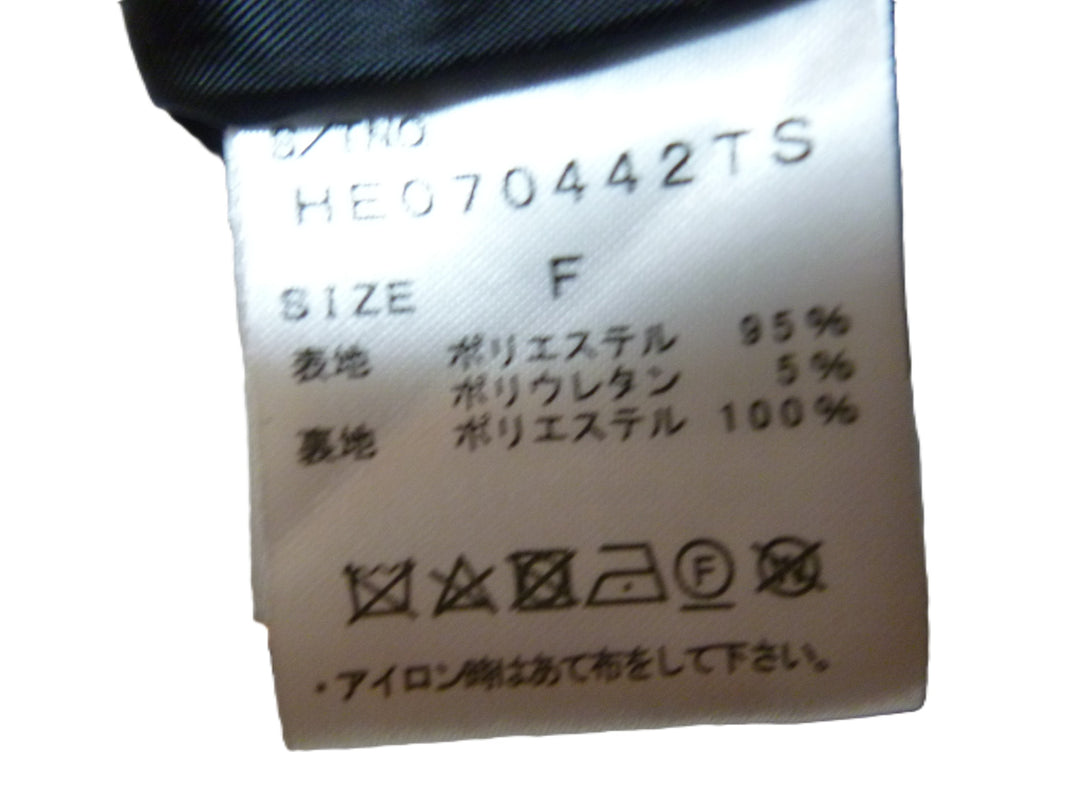 HE070442TS
SIZE F
表地 ポリエステル 95%
ポリウレタン 5%
裏地 ポリエステル 100%
F
・アイロン時はあて布をして下さい。